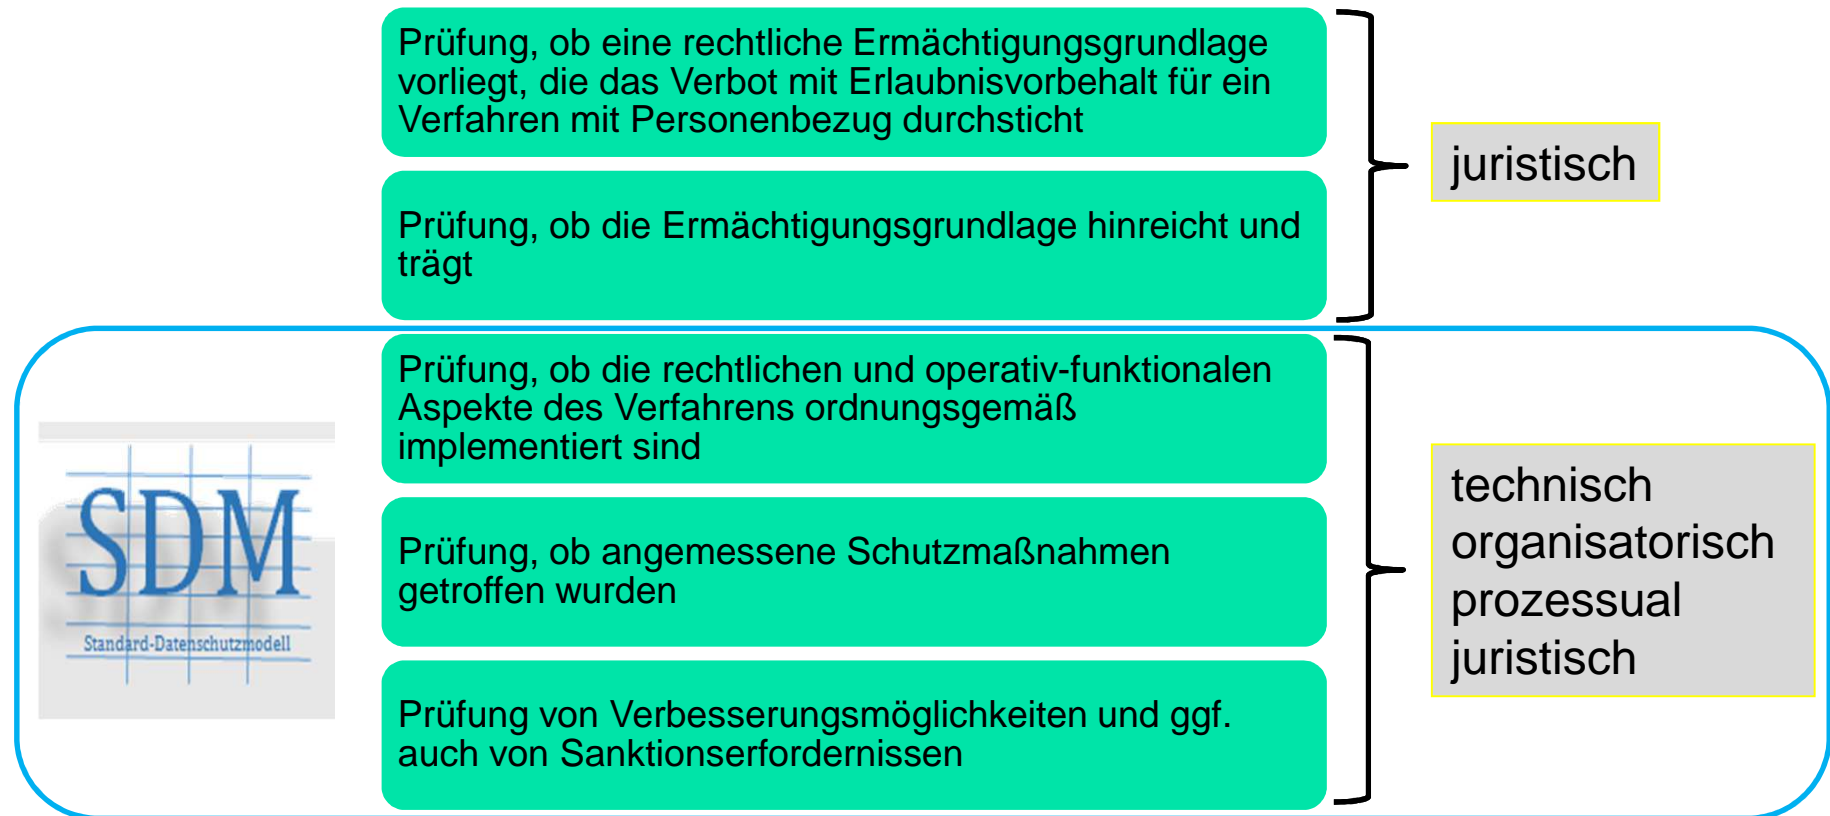 Prüfung, ob eine rechtliche Ermächtigungsgrundlage
vorliegt, die das Verbot mit Erlaubnisvorbehalt für ein
Verfahren mit Personenbezug durchsticht
juristisch
Prüfung, ob die Ermächtigungsgrundlage hinreicht und
trägt
Prüfung, ob die rechtlichen und operativ-funktionalen
Aspekte des Verfahrens ordnungsgemäß
implementiert sind
SDM
Standard-Datenschutzmodell
Prüfung, ob angemessene Schutzmaßnahmen
getroffen wurden
Prüfung von Verbesserungsmöglichkeiten und ggf.
auch von Sanktionserfordernissen
technisch
organisatorisch
prozessual
juristisch